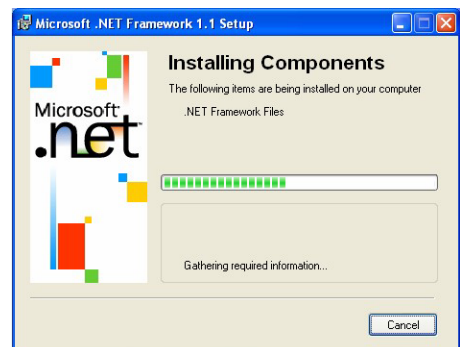 Microsoft .NET Framework 1.1 Setup
Installing Components
The following items are being installed on your computer
.NET Framework Files
Microsoft
.net
Gathering required information...
Cancel